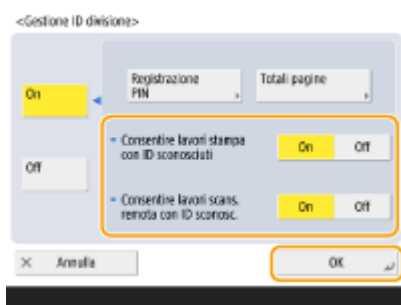 <Gestione ID divisione>
On
Registrazione
PIN
Totali pagine
Consentire lavori stampa
con ID sconosciuti
On
Off
Off
Consentire lavori scans.
remota con ID sconosc.
On
Off
Annulla
OK